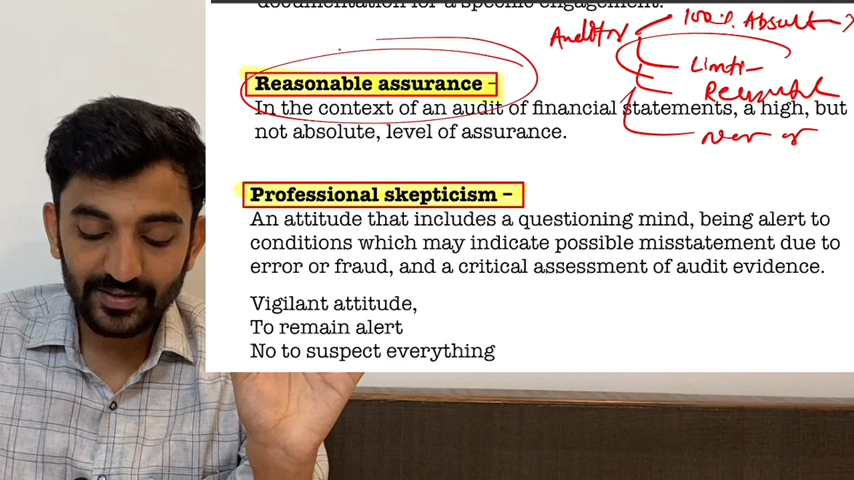 documentation for a specific engagement.
Auditor
100% Absolut
Limit
Reasonable assurance –
In the context of an audit of financial statements, a high, but
not absolute, level of assurance.
Professional skepticism –
An attitude that includes a questioning mind, being alert to
conditions which may indicate possible misstatement due to
error or fraud, and a critical assessment of audit evidence.
Vigilant attitude,
To remain alert
No to suspect everything